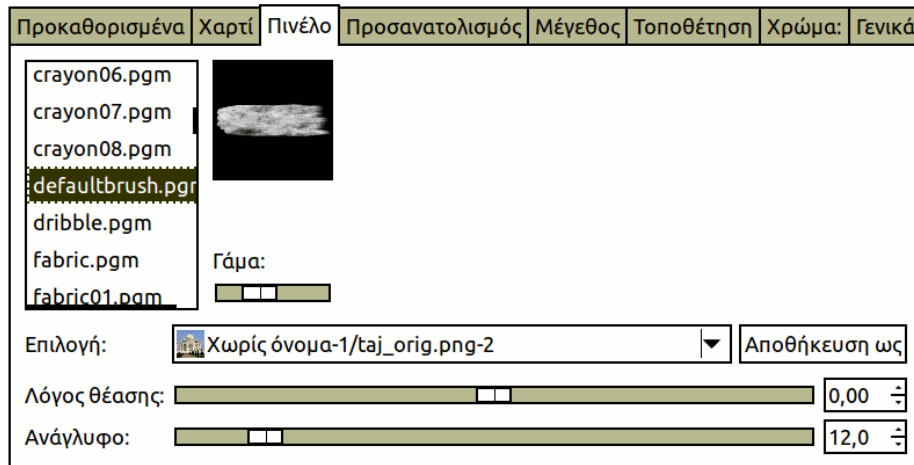 Προκαθορισμένα Χαρτί Πινέλο Προσανατολισμός Μέγεθος Τοποθέτηση Χρώμα: Γενικά
crayon06.pgm
crayon07.pgm
crayon08.pgm
defaultbrush.pgm
dribble.pgm
fabric.pgm
fabric01.pgm
Γάμα:
Επιλογή: Χωρίς όνομα-1/taj_orig.png-2 Αποθήκευση ως
Λόγος θέασης: 0,00
Ανάγλυφο: 12,0